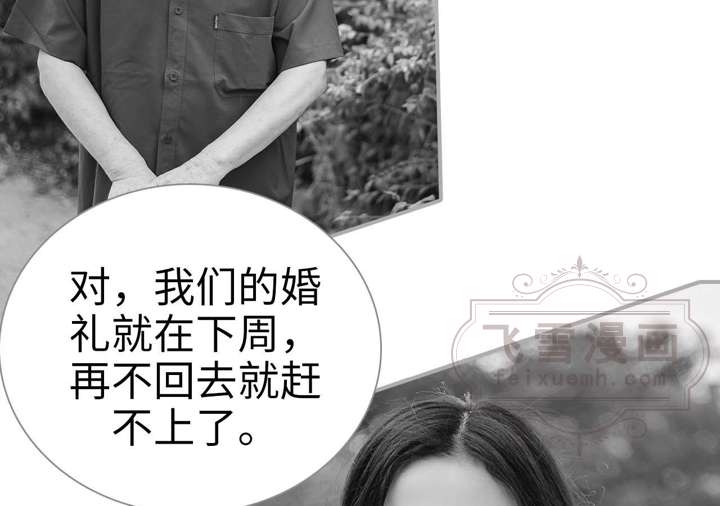 对，我们的婚
礼就在下周，
再不回去就赶
不上了。
飞雪漫画
feixuemh.com